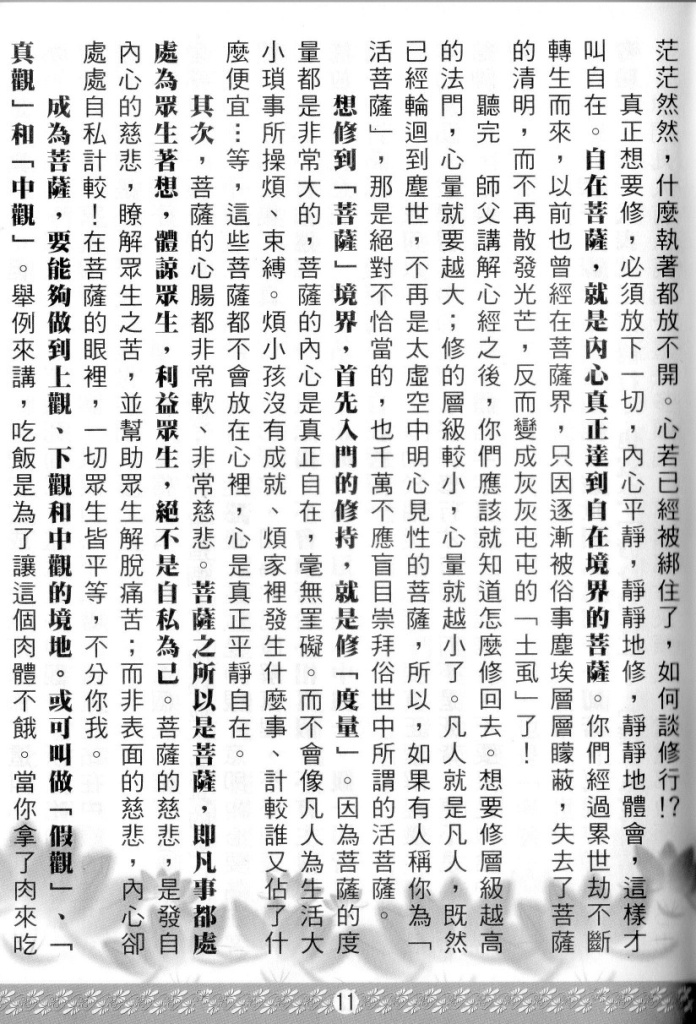 茫茫然然，什麼執著都放不開。心若已經被綁住了，如何談修行!?
真正想要修，必須放下一切，內心平靜，靜靜地修，靜靜地體會，這樣才
叫自在。自在菩薩，就是內心真正達到自在境界的菩薩。你們經過累世劫不斷
轉生而來，以前也曾經在菩薩界，只因逐漸被俗事塵埃層層矇蔽，失去了菩薩
的清明，而不再散發光芒，反而變成灰灰屯屯的「土虱」了！
聽完　師父講解心經之後，你們應該就知道怎麼修回去。想要修層級越高
的法門，心量就要越大；修的層級較小，心量就越小了。凡人就是凡人，既然
已經輪迴到塵世，不再是太虛空中明心見性的菩薩，所以，如果有人稱你為「
活菩薩」，那是絕對不恰當的，也千萬不應盲目崇拜俗世中所謂的活菩薩。
想修到「菩薩」境界，首先入門的修持，就是修「度量」。因為菩薩的度
量都是非常大的，菩薩的內心是真正自在，毫無罣礙，而不會像凡人為生活大
小瑣事所操煩、束縛。煩小孩沒有成就、煩家裡發生什麼事、計較誰又佔了什
麼便宜…等，這些菩薩都不會放在心裡，心是真正平靜自在。
其次，菩薩的心腸都非常軟、非常慈悲。菩薩之所以是菩薩，即凡事都處
處為眾生著想，體諒眾生，利益眾生，絕不是自私為己。菩薩的慈悲，是發自
內心的慈悲，瞭解眾生之苦，並幫助眾生解脫痛苦；而非表面的慈悲，內心卻
處處自私計較！在菩薩的眼裡，一切眾生皆平等，不分你我。
成為菩薩，要能夠做到上觀、下觀和中觀的境地。或可叫做「假觀」、「
真觀」和「中觀」。舉例來講，吃飯是為了讓這個肉體不餓。當你拿了肉來吃
11